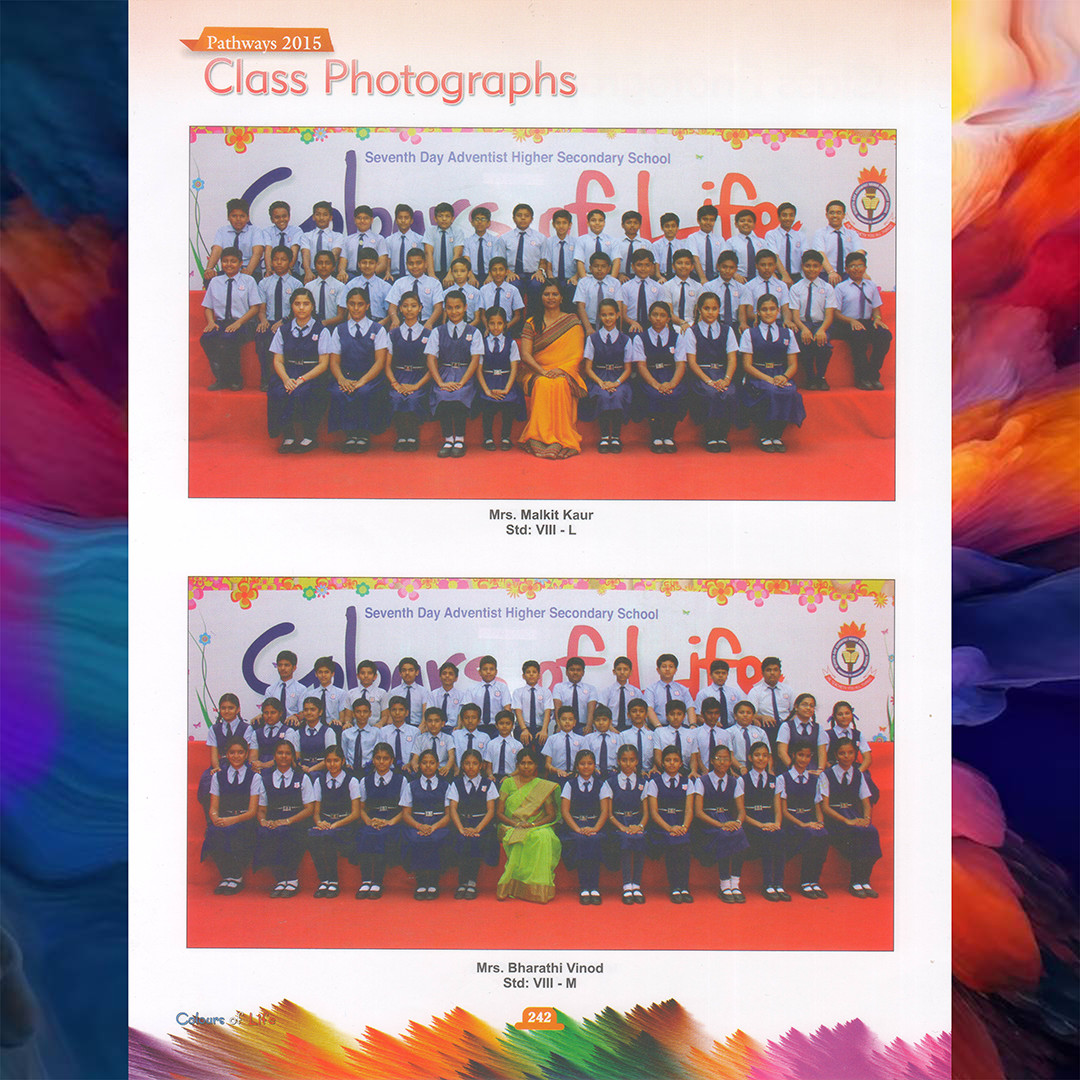 Pathways 2015
Class Photographs
Seventh Day Adventist Higher Secondary School
Colours of Life
Mrs. Malkit Kaur
Std: VIII - L
Seventh Day Adventist Higher Secondary School
Colours of Life
Mrs. Bharathi Vinod
Std: VIII - M
Colours of Life
242